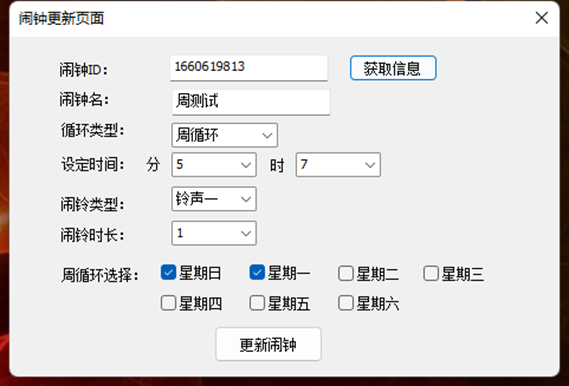 闹钟更新页面
闹钟ID： 1660619813 获取信息
闹钟名： 周测试
循环类型： 周循环
设定时间： 分 5 时 7
闹铃类型： 铃声一
闹铃时长： 1
周循环选择： 星期日 星期一 星期二 星期三
星期四 星期五 星期六
更新闹钟